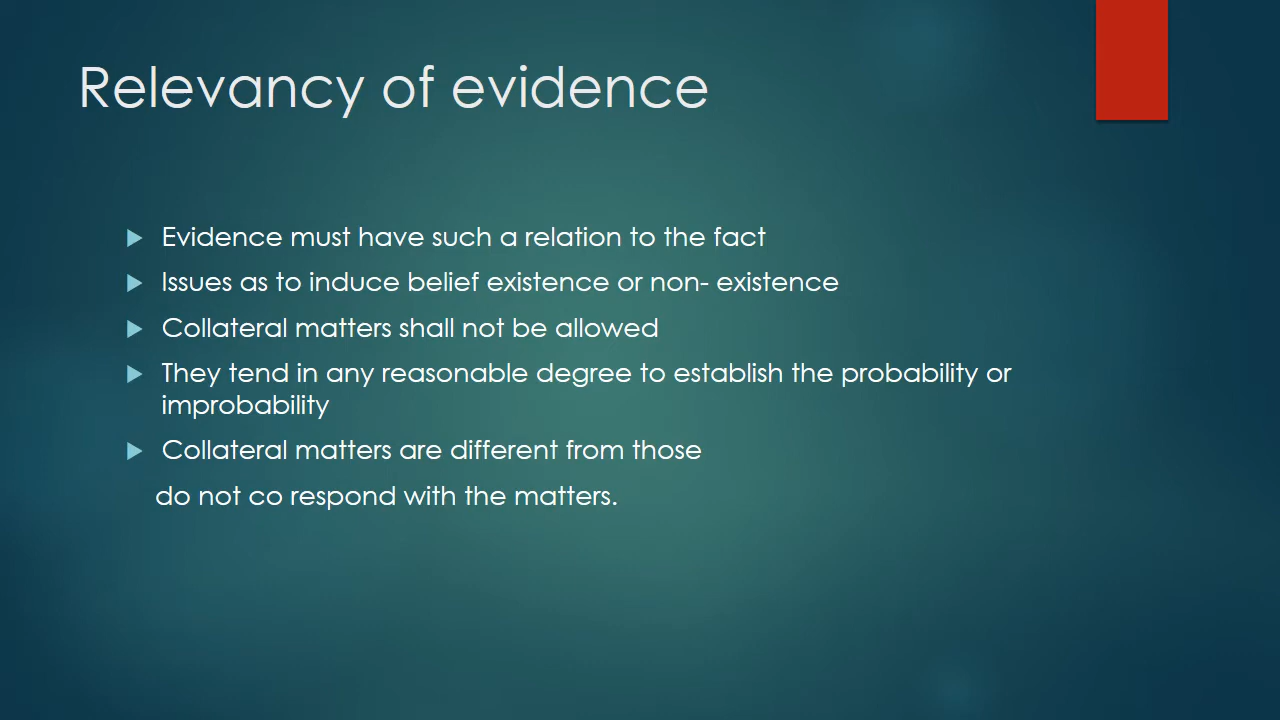 Relevancy of evidence
Evidence must have such a relation to the fact
Issues as to induce belief existence or non- existence
Collateral matters shall not be allowed
They tend in any reasonable degree to establish the probability or
improbability
Collateral matters are different from those
do not co respond with the matters.